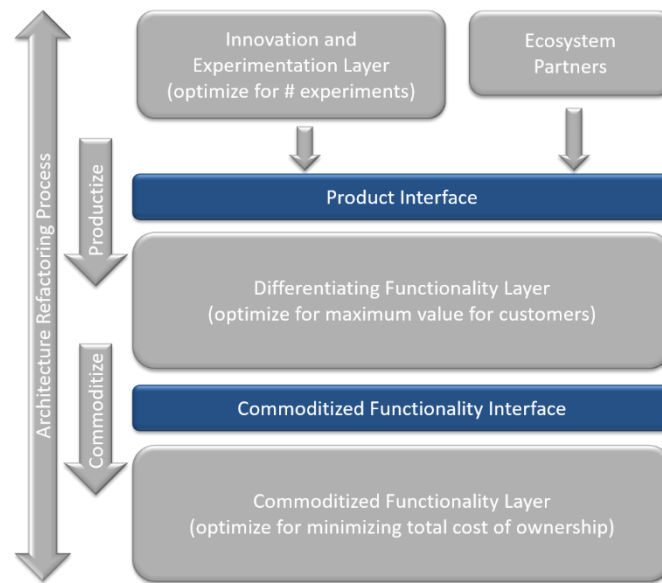 Innovation and
Experimentation Layer
(optimize for # experiments)
Ecosystem
Partners
Architecture Refactoring Process
Productize
Product Interface
Differentiating Functionality Layer
(optimize for maximum value for customers)
Commoditize
Commoditized Functionality Interface
Commoditized Functionality Layer
(optimize for minimizing total cost of ownership)